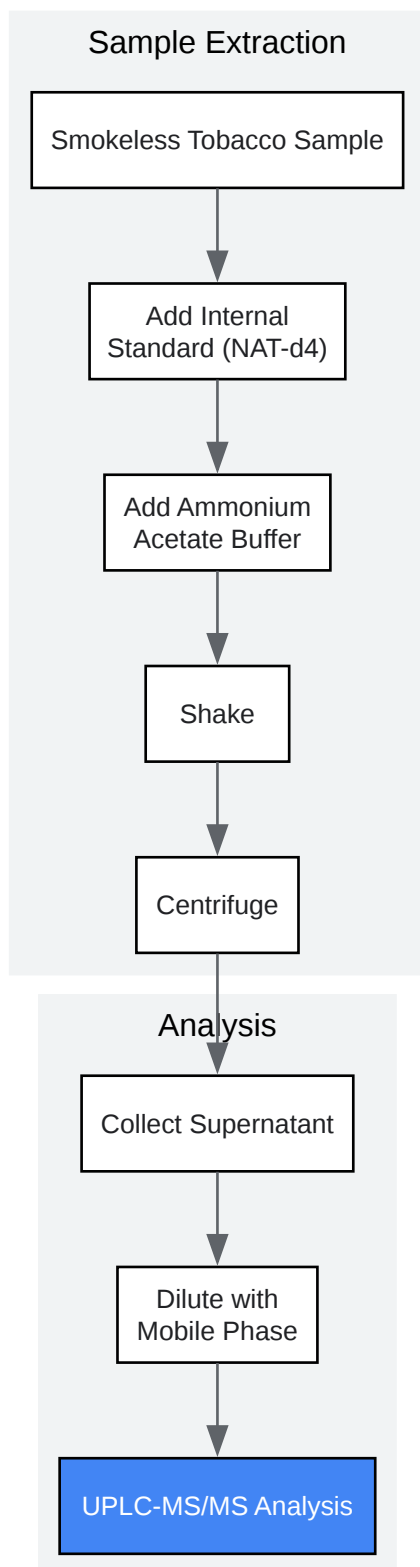 Sample Extraction
Smokeless Tobacco Sample
Add Internal
Standard (NAT-d4)
Add Ammonium
Acetate Buffer
Shake
Centrifuge
Analysis
Collect Supernatant
Dilute with
Mobile Phase
UPLC-MS/MS Analysis